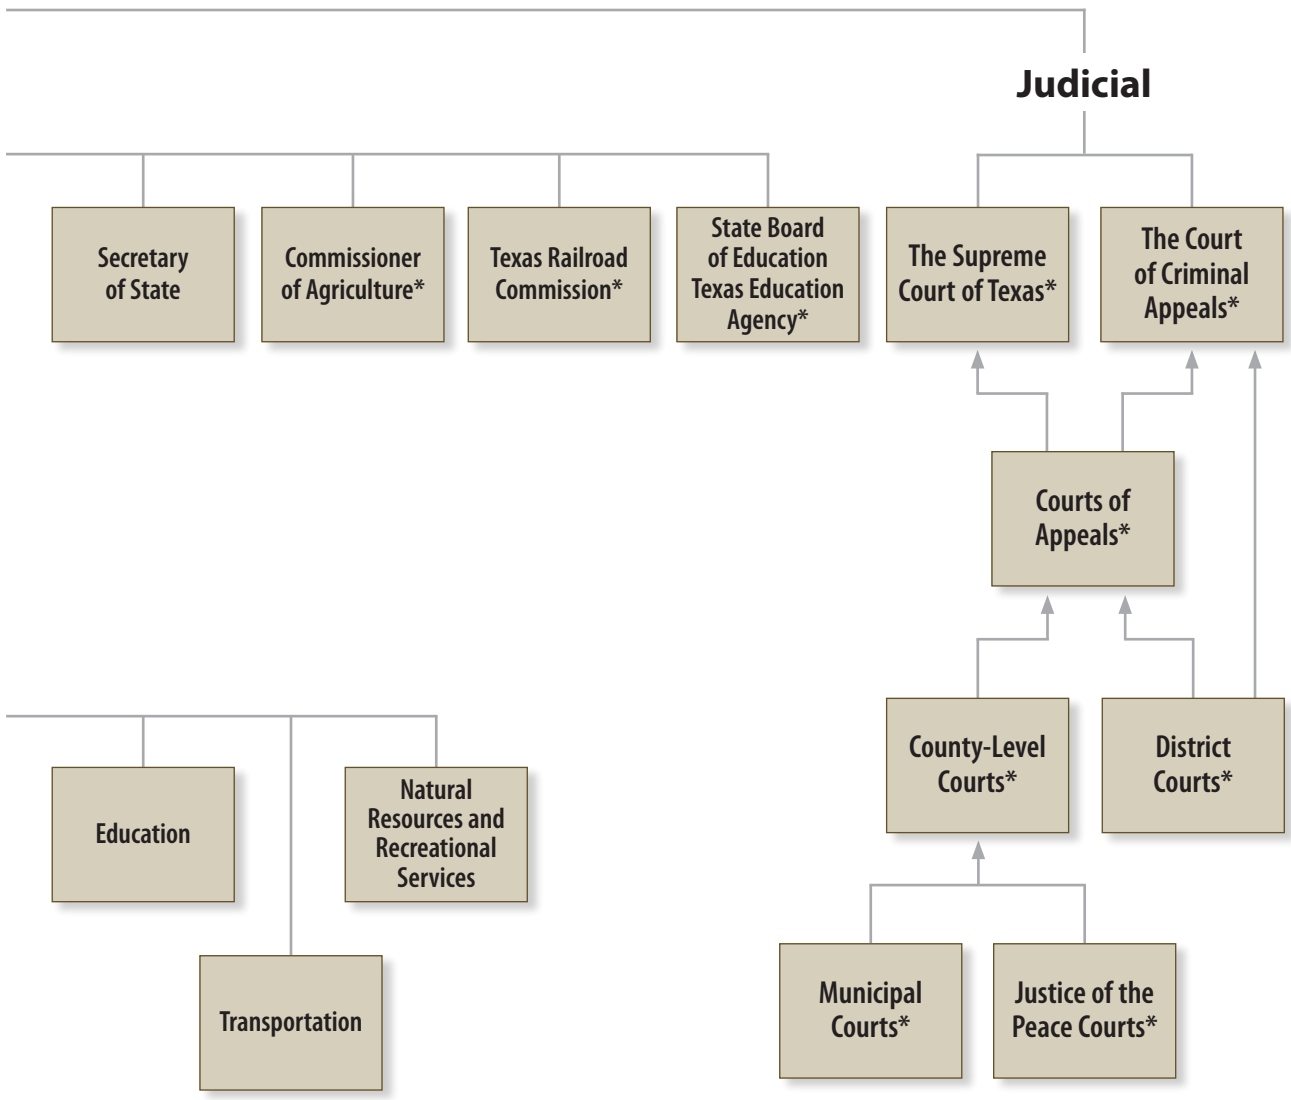 Judicial
Secretary
of State
Commissioner
of Agriculture*
Texas Railroad
Commission*
State Board
of Education
Texas Education
Agency*
The Supreme
Court of Texas*
The Court
of Criminal
Appeals*
Courts of
Appeals*
County-Level
Courts*
District
Courts*
Education
Natural
Resources and
Recreational
Services
Transportation
Municipal
Courts*
Justice of the
Peace Courts*